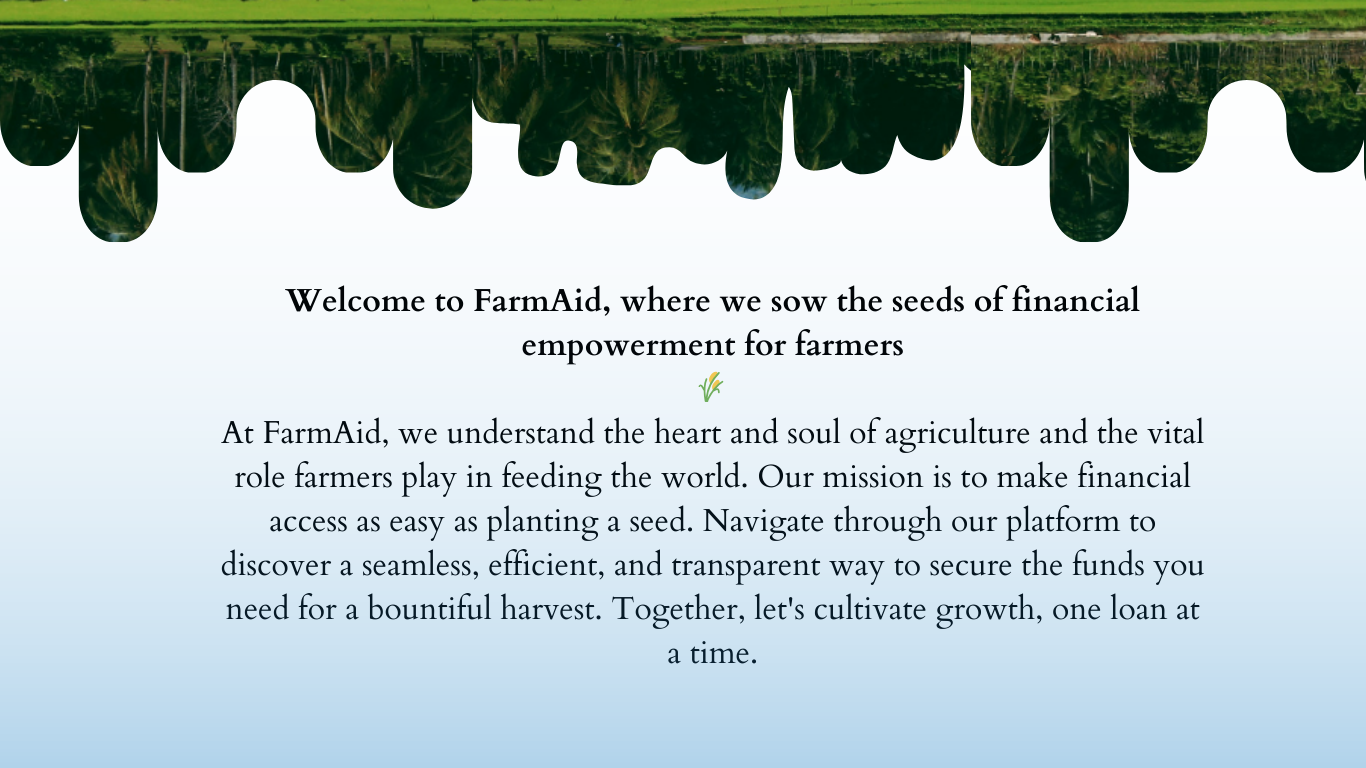 Welcome to FarmAid, where we sow the seeds of financial
empowerment for farmers
🌾
At FarmAid, we understand the heart and soul of agriculture and the vital
role farmers play in feeding the world. Our mission is to make financial
access as easy as planting a seed. Navigate through our platform to
discover a seamless, efficient, and transparent way to secure the funds you
need for a bountiful harvest. Together, let's cultivate growth, one loan at
a time.